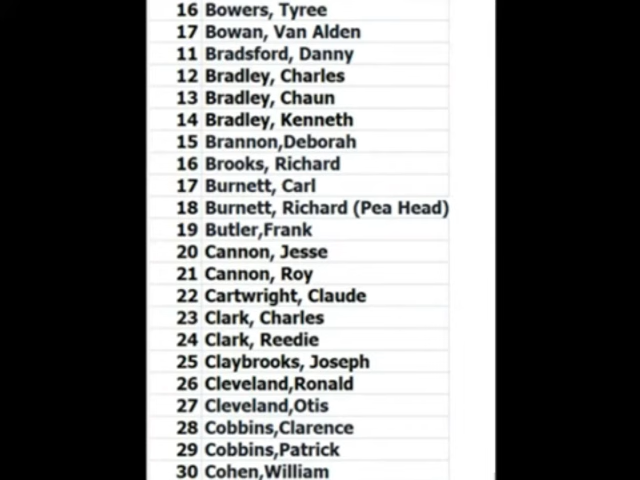 16 Bowers, Tyree
17 Bowan, Van Alden
11 Bradsford, Danny
12 Bradley, Charles
13 Bradley, Chaun
14 Bradley, Kenneth
15 Brannon,Deborah
16 Brooks, Richard
17 Burnett, Carl
18 Burnett, Richard (Pea Head)
19 Butler,Frank
20 Cannon, Jesse
21 Cannon, Roy
22 Cartwright, Claude
23 Clark, Charles
24 Clark, Reedie
25 Claybrooks, Joseph
26 Cleveland,Ronald
27 Cleveland,Otis
28 Cobbins,Clarence
29 Cobbins,Patrick
30 Cohen,William